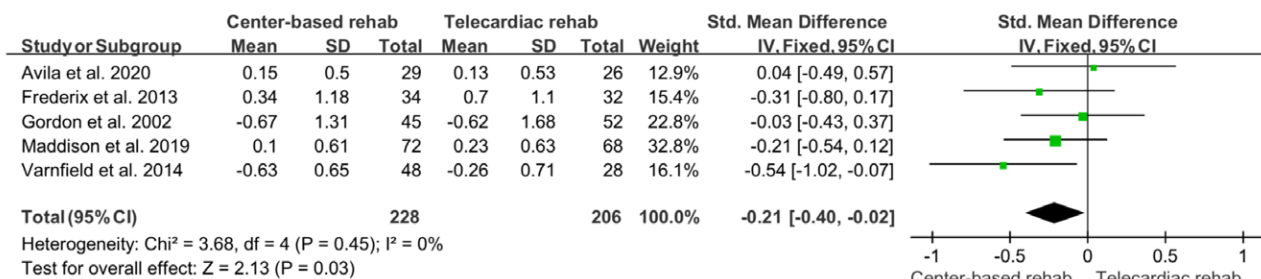 Center-based rehab Telecardiac rehab Std. Mean Difference Std. Mean Difference
Study or Subgroup Mean SD Total Mean SD Total Weight IV, Fixed, 95% CI IV, Fixed, 95% CI
Avila et al. 2020 0.15 0.5 29 0.13 0.53 26 12.9% 0.04 [-0.49, 0.57]
Frederix et al. 2013 0.34 1.18 34 0.7 1.1 32 15.4% -0.31 [-0.80, 0.17]
Gordon et al. 2002 -0.67 1.31 45 -0.62 1.68 52 22.8% -0.03 [-0.43, 0.37]
Maddison et al. 2019 0.1 0.61 72 0.23 0.63 68 32.8% -0.21 [-0.54, 0.12]
Varnfield et al. 2014 -0.63 0.65 48 -0.26 0.71 28 16.1% -0.54 [-1.02, -0.07]
Total (95% CI) 228 206 100.0% -0.21 [-0.40, -0.02]
Heterogeneity: Chi² = 3.68, df = 4 (P = 0.45); I² = 0%
Test for overall effect: Z = 2.13 (P = 0.03)
-1 -0.5 0 0.5 1
Center-based rehab Telecardiac rehab